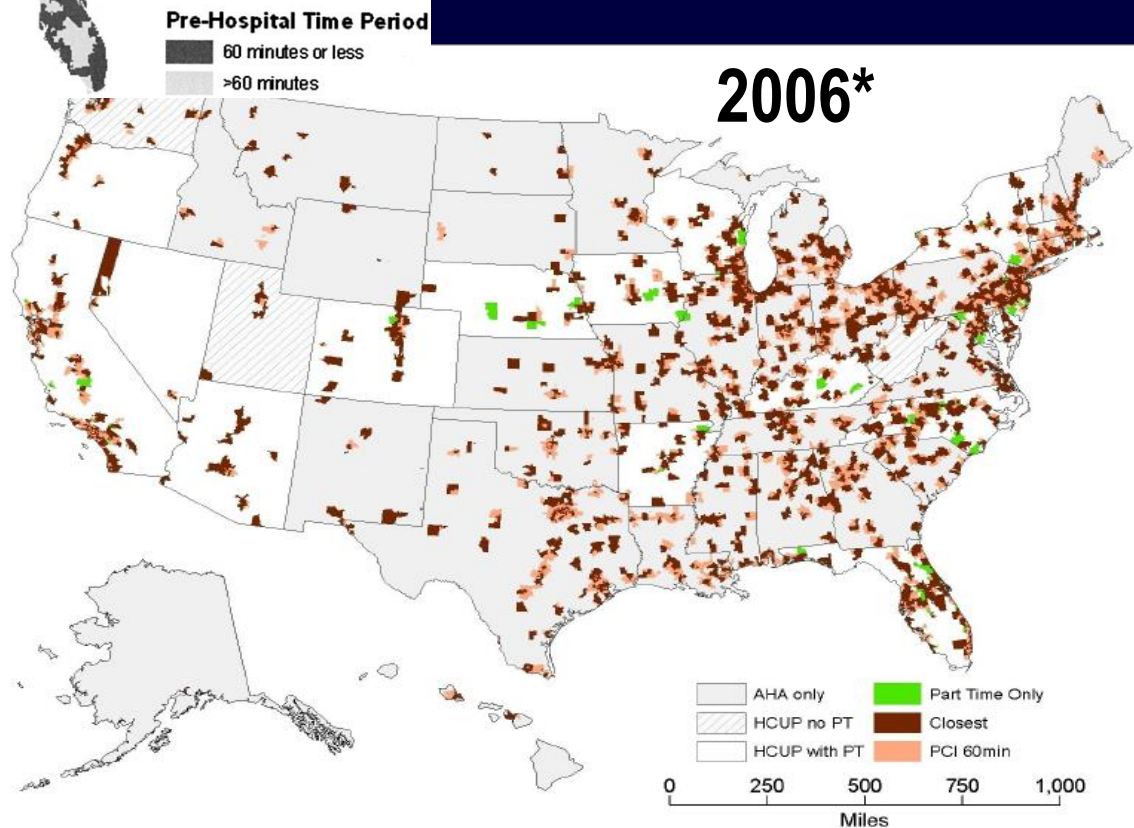 Pre-Hospital Time Period
60 minutes or less
>60 minutes
2006*
AHA only
HCUP no PT
HCUP with PT
Part Time Only
Closest
PCI 60min
0 250 500 750 1,000
Miles